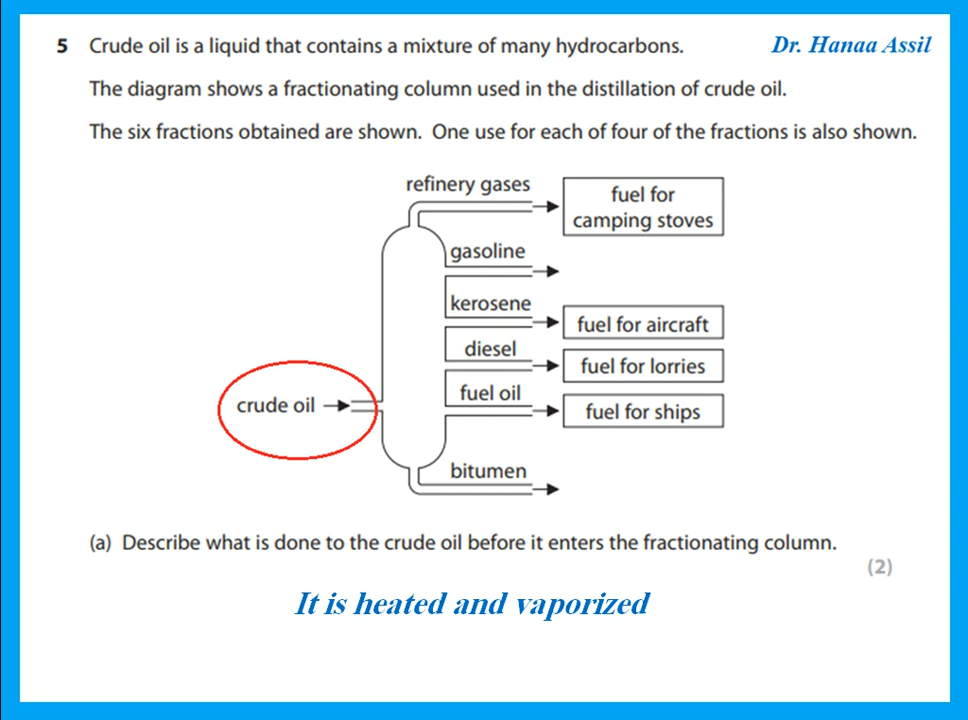 5 Crude oil is a liquid that contains a mixture of many hydrocarbons.
Dr. Hanaa Assil
The diagram shows a fractionating column used in the distillation of crude oil.
The six fractions obtained are shown. One use for each of four of the fractions is also shown.
refinery gases
fuel for
camping stoves
gasoline
kerosene
fuel for aircraft
diesel
fuel for lorries
fuel oil
crude oil
fuel for ships
bitumen
(a) Describe what is done to the crude oil before it enters the fractionating column.
(2)
It is heated and vaporized